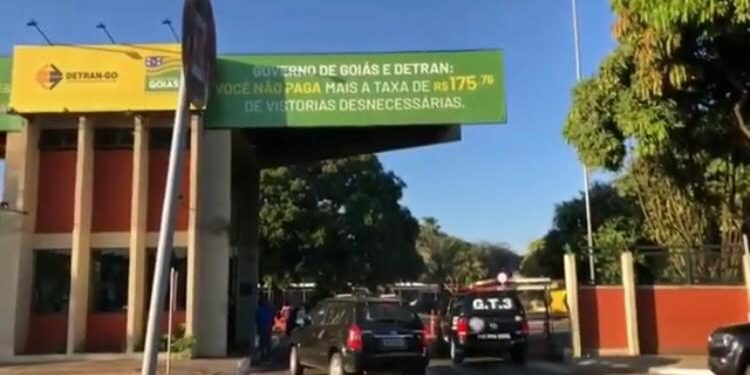 DETRAN-GO
GOIÁS
GOVERNO DE GOIÁS E DETRAN:
VOCÊ NÃO PAGA MAIS A TAXA DE R$175,76
DE VISTORIAS DESNECESSÁRIAS.
G.T.3